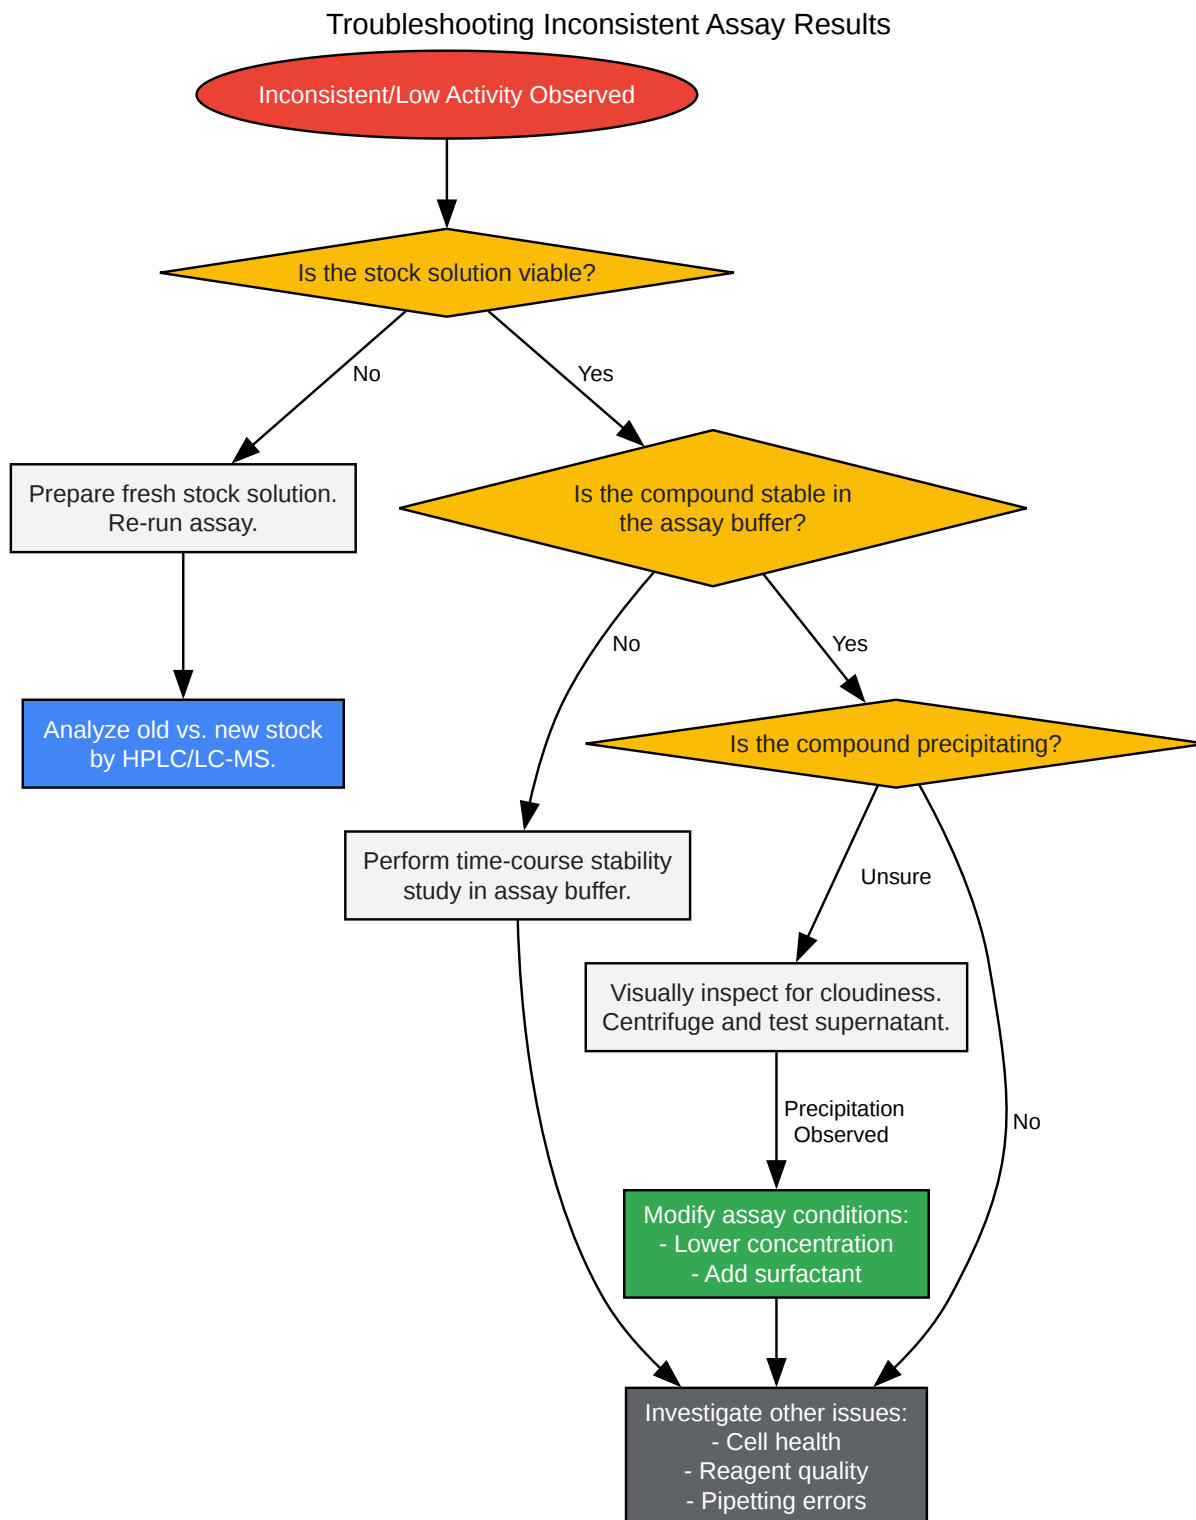 Troubleshooting Inconsistent Assay Results
Inconsistent/Low Activity Observed
Is the stock solution viable?
No
Yes
Prepare fresh stock solution.
Re-run assay.
Is the compound stable in
the assay buffer?
No
Yes
Analyze old vs. new stock
by HPLC/LC-MS.
Is the compound precipitating?
Perform time-course stability
study in assay buffer.
Unsure
Visually inspect for cloudiness.
Centrifuge and test supernatant.
Precipitation
Observed
No
Modify assay conditions:
- Lower concentration
- Add surfactant
Investigate other issues:
- Cell health
- Reagent quality
- Pipetting errors